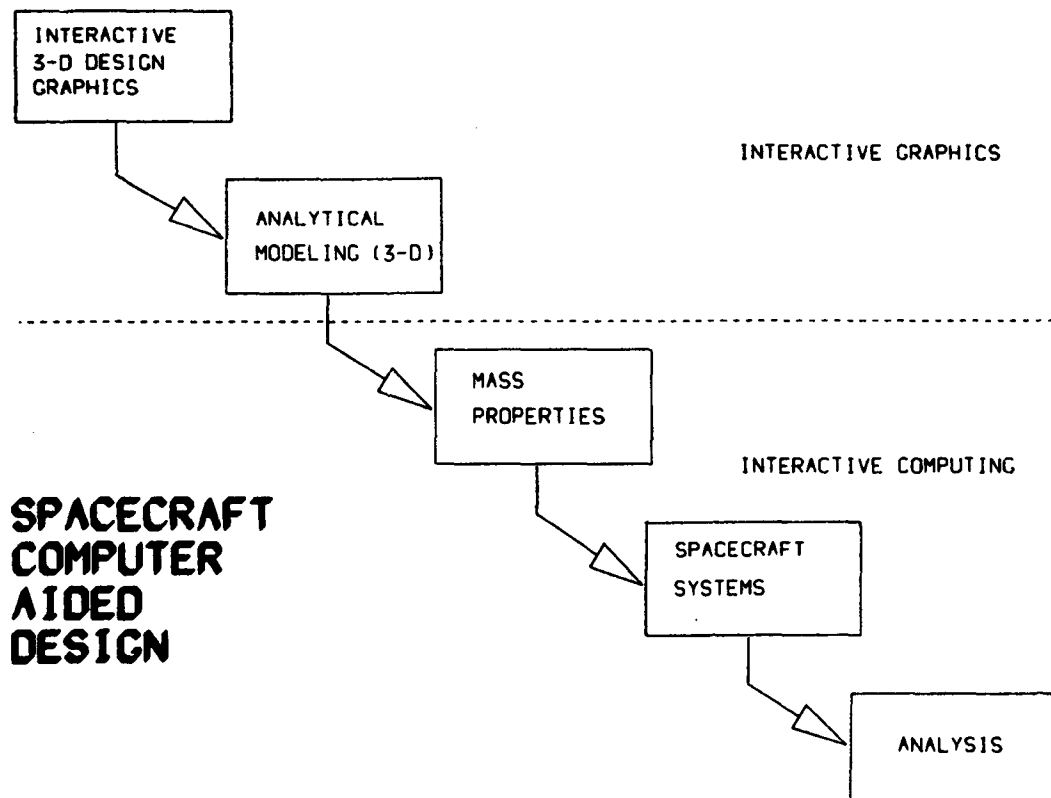 INTERACTIVE
3-D DESIGN
GRAPHICS
INTERACTIVE GRAPHICS
ANALYTICAL
MODELING (3-D)
MASS
PROPERTIES
INTERACTIVE COMPUTING
SPACECRAFT
COMPUTER
AIDED
DESIGN
SPACECRAFT
SYSTEMS
ANALYSIS